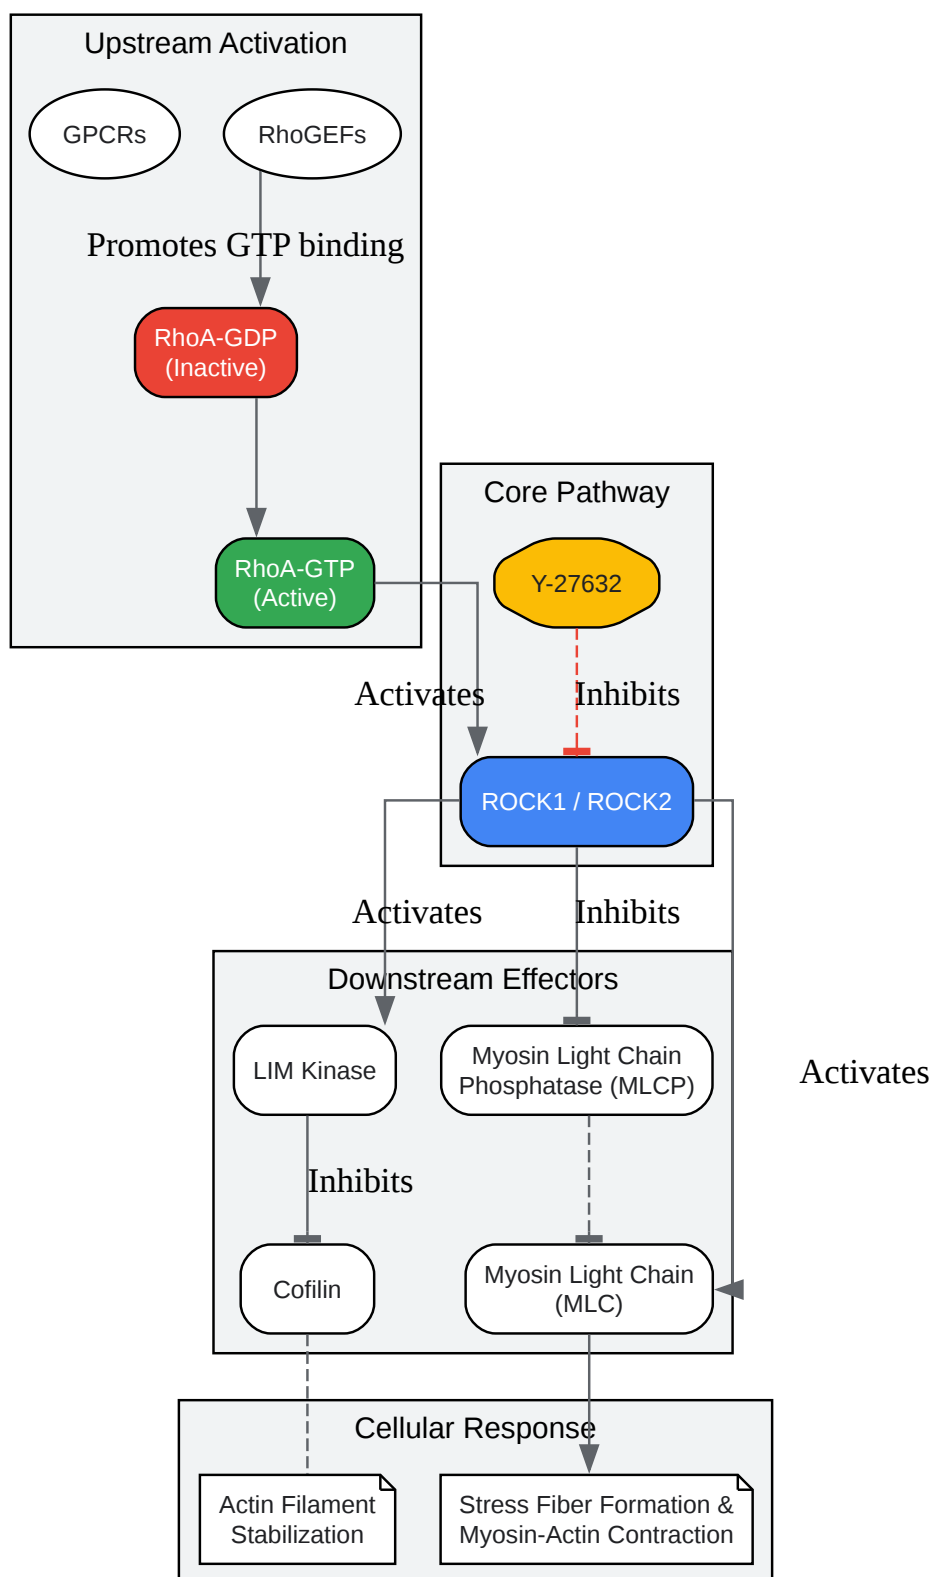 Upstream Activation
GPCRs
RhoGEFs
Promotes GTP binding
RhoA-GDP
(Inactive)
RhoA-GTP
(Active)
Core Pathway
Y-27632
Activates
Inhibits
ROCK1 / ROCK2
Activates
Inhibits
Downstream Effectors
LIM Kinase
Myosin Light Chain
Phosphatase (MLCP)
Activates
Inhibits
Cofilin
Myosin Light Chain
(MLC)
Cellular Response
Actin Filament
Stabilization
Stress Fiber Formation &
Myosin-Actin Contraction